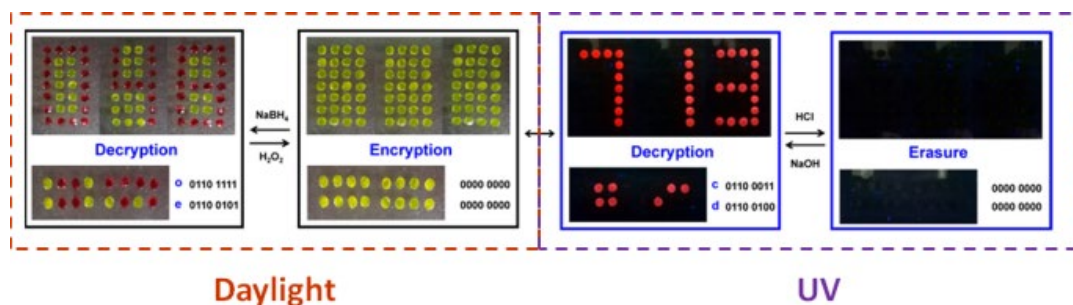 NaBH₄
H₂O₂
Decryption
Encryption
o 0110 1111
e 0110 0101
0000 0000
0000 0000
HCl
NaOH
Decryption
Erasure
c 0110 0011
d 0110 0100
0000 0000
0000 0000
Daylight
UV